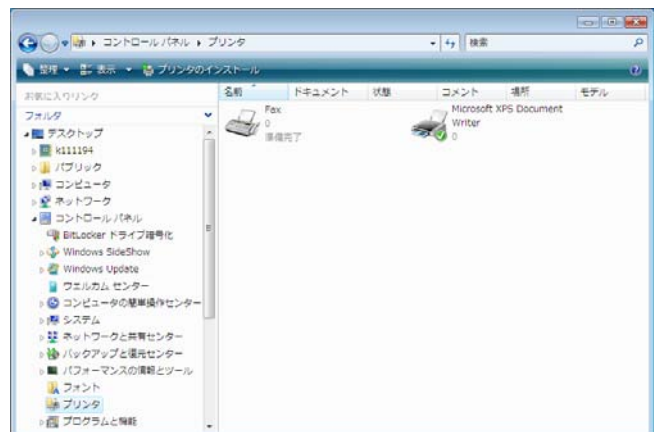 コントロール パネル ▸ プリンタ
検索
整理 表示 プリンタのインストール
お気に入りリンク
名前 ドキュメント 状態 コメント 場所 モデル
フォルダ
デスクトップ
k111194
パブリック
コンピュータ
ネットワーク
コントロール パネル
BitLocker ドライブ暗号化
Windows SideShow
Windows Update
ウェルカム センター
コンピュータの簡単操作センター
システム
ネットワークと共有センター
バックアップと復元センター
パフォーマンスの情報とツール
フォント
プリンタ
プログラムと機能
Fax
0
準備完了
Microsoft XPS Document
Writer
0